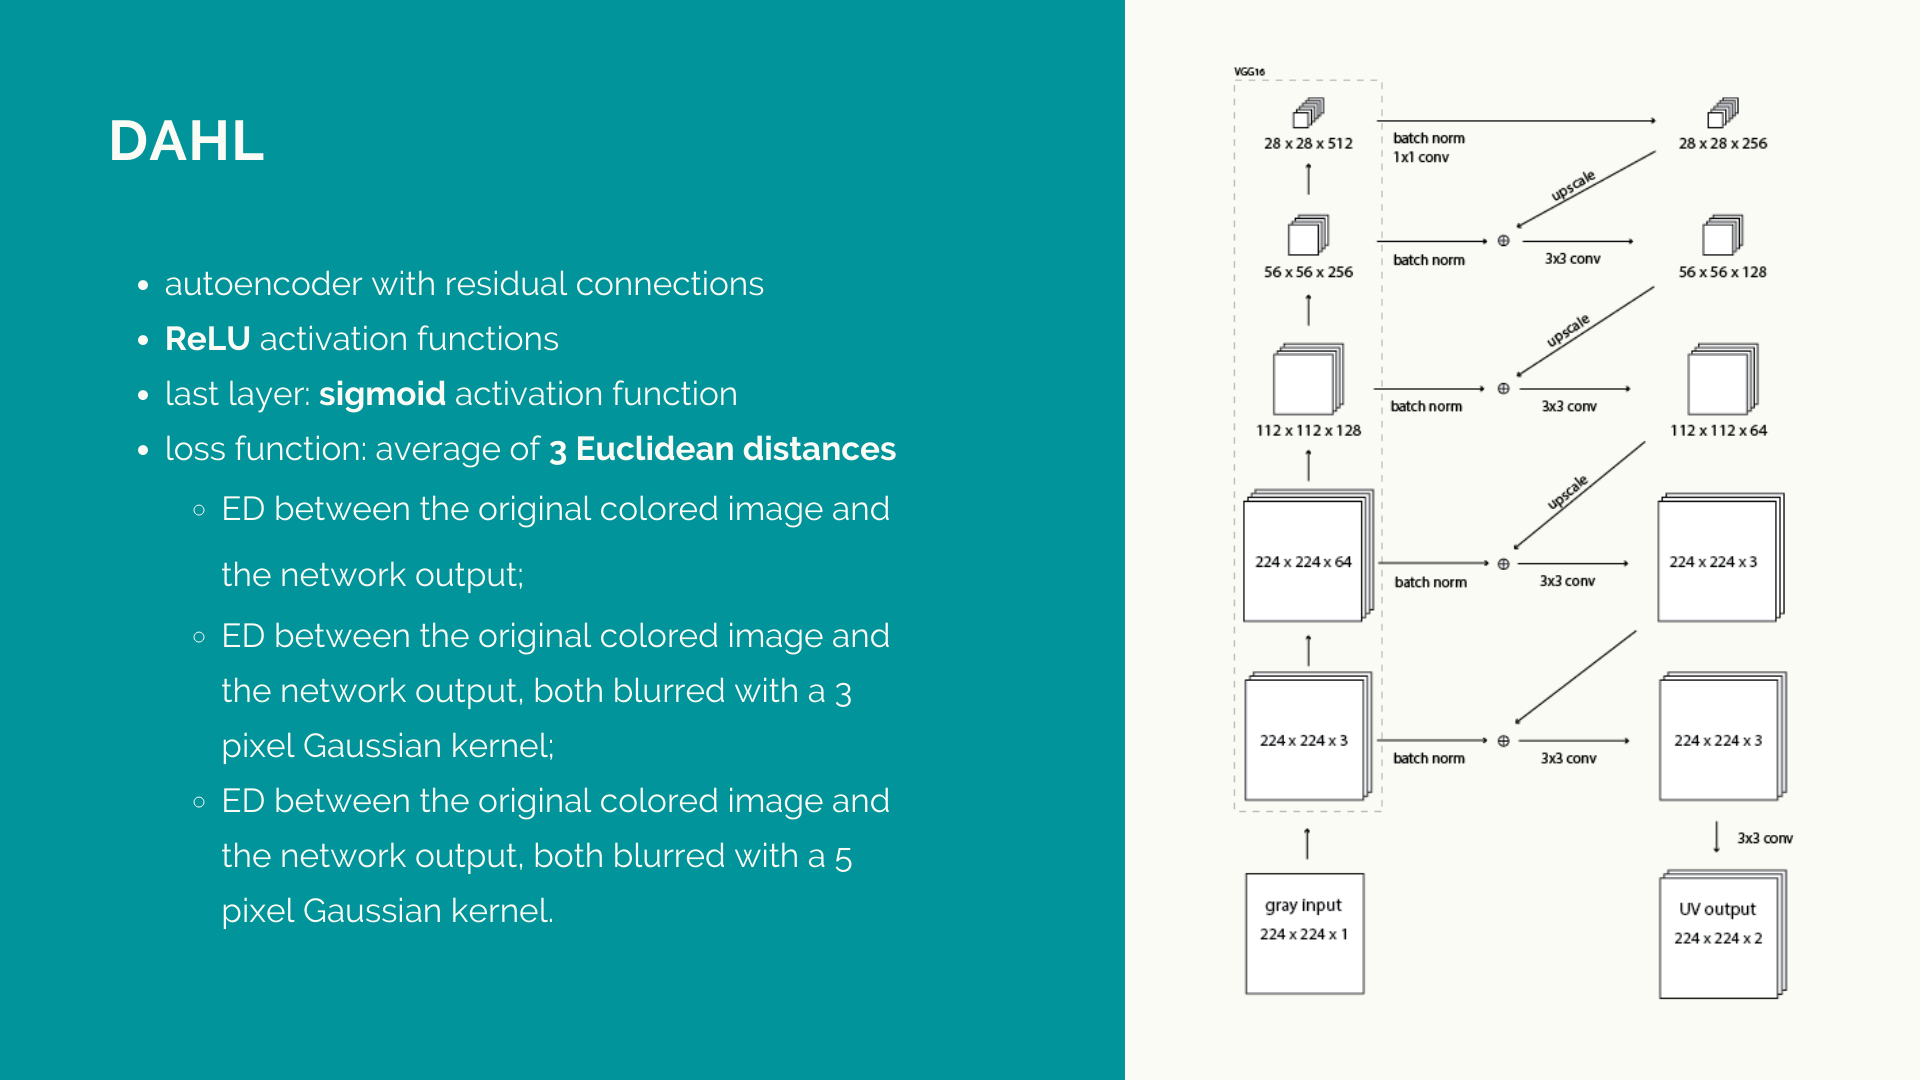 DAHL
• autoencoder with residual connections
• ReLU activation functions
• last layer: sigmoid activation function
• loss function: average of 3 Euclidean distances
◦ ED between the original colored image and
the network output;
◦ ED between the original colored image and
the network output, both blurred with a 3
pixel Gaussian kernel;
◦ ED between the original colored image and
the network output, both blurred with a 5
pixel Gaussian kernel.
VGG16
28 x 28 x 512
batch norm
1x1 conv
28 x 28 x 256
upscale
56 x 56 x 256
batch norm
3x3 conv
56 x 56 x 128
upscale
112 x 112 x 128
batch norm
3x3 conv
112 x 112 x 64
upscale
224 x 224 x 64
batch norm
3x3 conv
224 x 224 x 3
224 x 224 x 3
batch norm
3x3 conv
224 x 224 x 3
3x3 conv
gray input
224 x 224 x 1
UV output
224 x 224 x 2